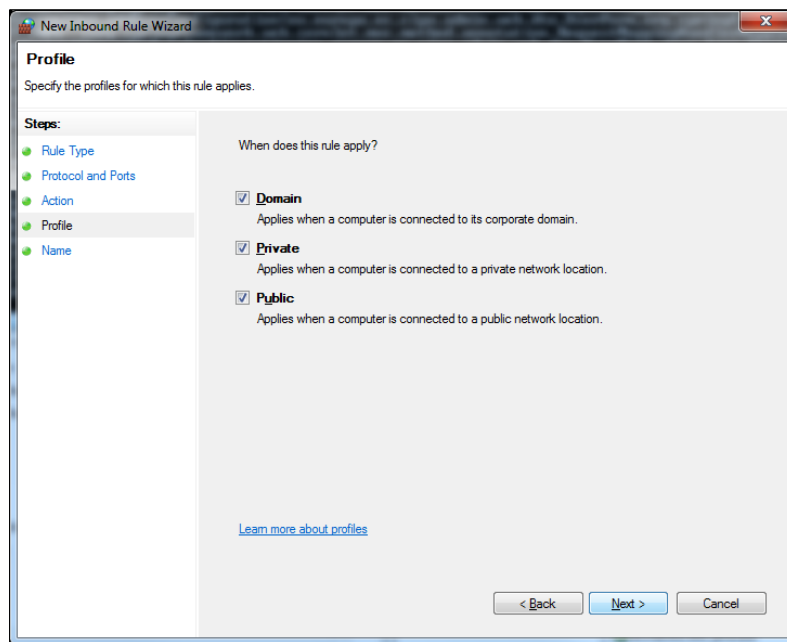 New Inbound Rule Wizard
Profile
Specify the profiles for which this rule applies.
Steps:
Rule Type
Protocol and Ports
Action
Profile
Name
When does this rule apply?
Domain
Applies when a computer is connected to its corporate domain.
Private
Applies when a computer is connected to a private network location.
Public
Applies when a computer is connected to a public network location.
Learn more about profiles
< Back
Next >
Cancel